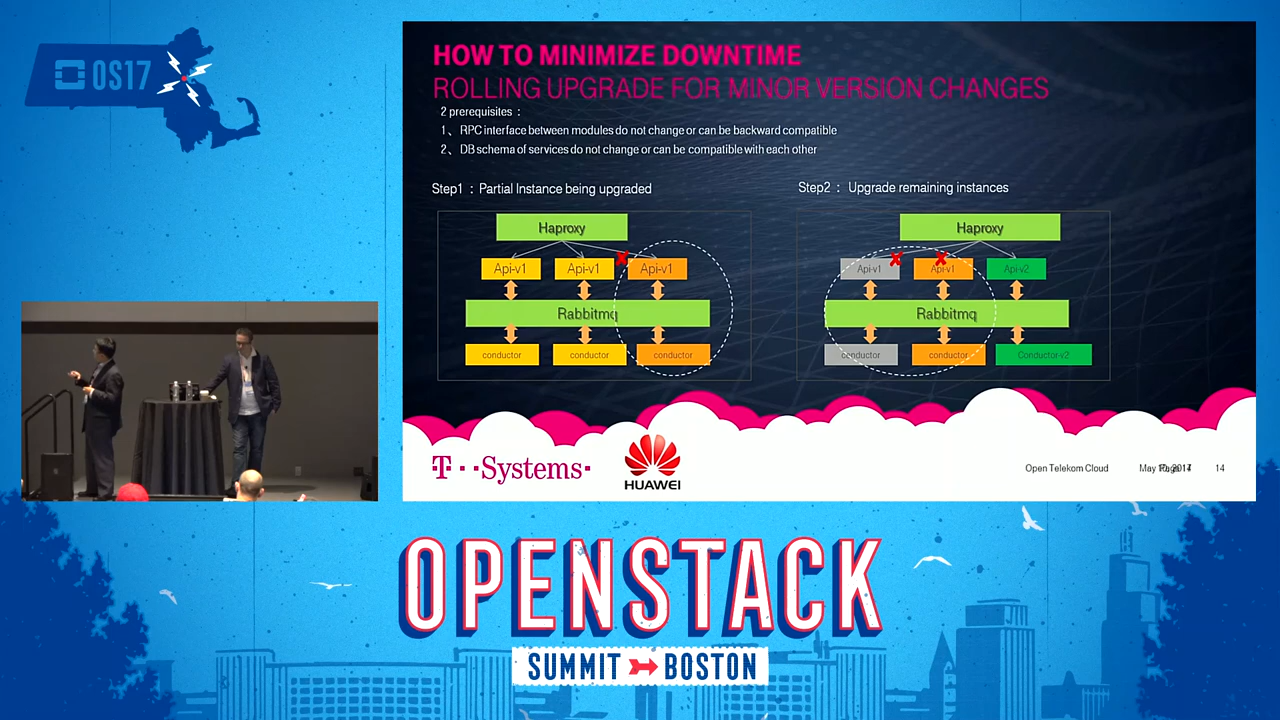 OS17
HOW TO MINIMIZE DOWNTIME
ROLLING UPGRADE FOR MINOR VERSION CHANGES
2 prerequisites：
1、 RPC interface between modules do not change or can be backward compatible
2、 DB schema of services do not change or can be compatible with each other
Step1：Partial Instance being upgraded
Haproxy
Api-v1 Api-v1 Api-v1
Rabbitmq
conductor conductor conductor
Step2： Upgrade remaining instances
Haproxy
Api-v1 Api-v1 Api-v2
Rabbitmq
conductor conductor Conductor-v2
T··Systems·
HUAWEI
Open Telekom Cloud
14
OPENSTACK
SUMMIT BOSTON